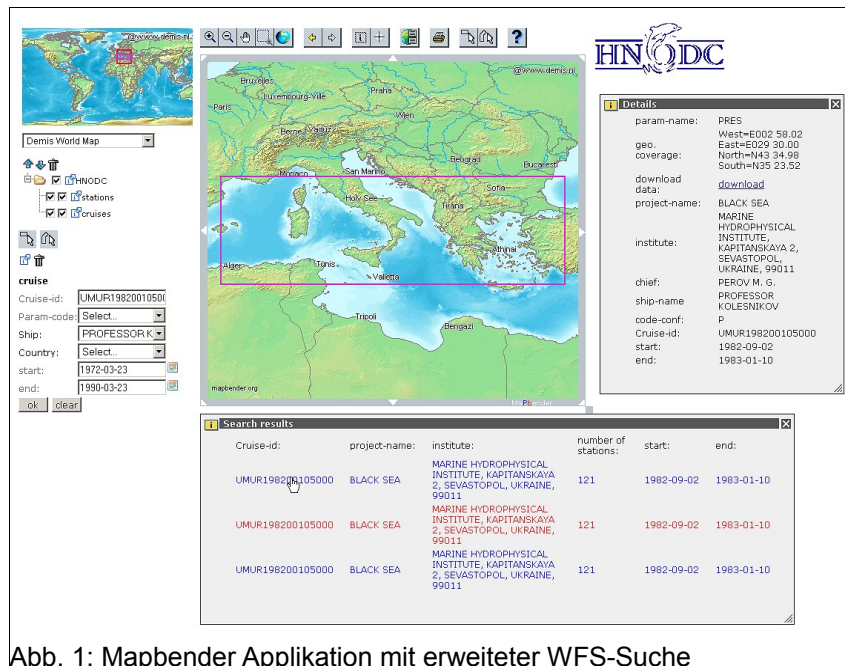 @www.demis.nl
Demis World Map
HNODC
stations
cruises
cruise
Cruise-id: UMUR1982001050
Param-code: Select...
Ship: PROFESSOR K
Country: Select...
start: 1972-03-23
end: 1990-03-23
ok clear
?
@www.demis.nl
Bruxelles
Praha
Luxembourg-Ville
Paris
Wien
Berne Vaduz
Beograd
Bucarest
Monaco
San Marino
Sofia
Holy See
Tirana
Athinai
Alger
Tunis
Valletta
Tripoli
Bengazi
mapbender.org
MaPbender
HNODC
i Details X
param-name: PRES
geo. coverage: West=E002 58.02
East=E029 30.00
North=N43 34.98
South=N35 23.52
download data: download
project-name: BLACK SEA
institute: MARINE
HYDROPHYSICAL
INSTITUTE,
KAPITANSKAYA 2,
SEVASTOPOL,
UKRAINE, 99011
chief: PEROV M. G.
ship-name PROFESSOR
KOLESNIKOV
code-conf: P
Cruise-id: UMUR198200105000
start: 1982-09-02
end: 1983-01-10
i Search results X
Cruise-id: project-name: institute: number of stations: start: end:
MARINE HYDROPHYSICAL
INSTITUTE, KAPITANSKAYA
UMUR198200105000 BLACK SEA 2, SEVASTOPOL, UKRAINE, 121 1982-09-02 1983-01-10
99011
MARINE HYDROPHYSICAL
INSTITUTE, KAPITANSKAYA
UMUR198200105000 BLACK SEA 2, SEVASTOPOL, UKRAINE, 121 1982-09-02 1983-01-10
99011
MARINE HYDROPHYSICAL
INSTITUTE, KAPITANSKAYA
UMUR198200105000 BLACK SEA 2, SEVASTOPOL, UKRAINE, 121 1982-09-02 1983-01-10
99011
Abb. 1: Mapbender Applikation mit erweiteter WFS-Suche